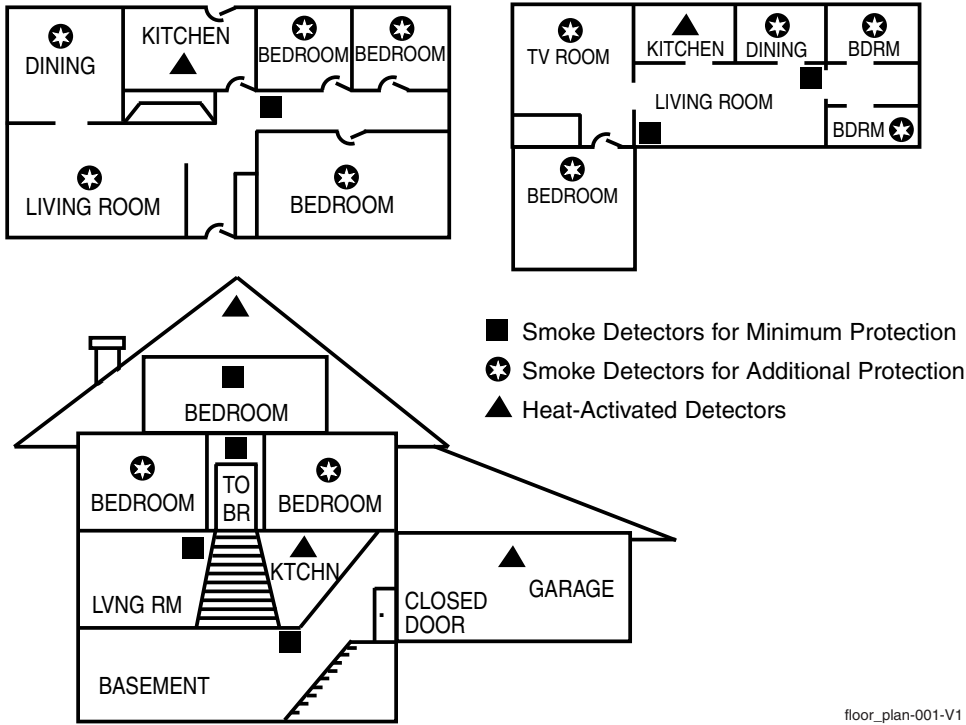 KITCHEN
DINING
BEDROOM
BEDROOM
LIVING ROOM
BEDROOM
TV ROOM
KITCHEN
DINING
BDRM
LIVING ROOM
BDRM
BEDROOM
Smoke Detectors for Minimum Protection
Smoke Detectors for Additional Protection
Heat-Activated Detectors
BEDROOM
BEDROOM
TO
BR
BEDROOM
LVNG RM
KTCHN
CLOSED
DOOR
GARAGE
BASEMENT
floor_plan-001-V1